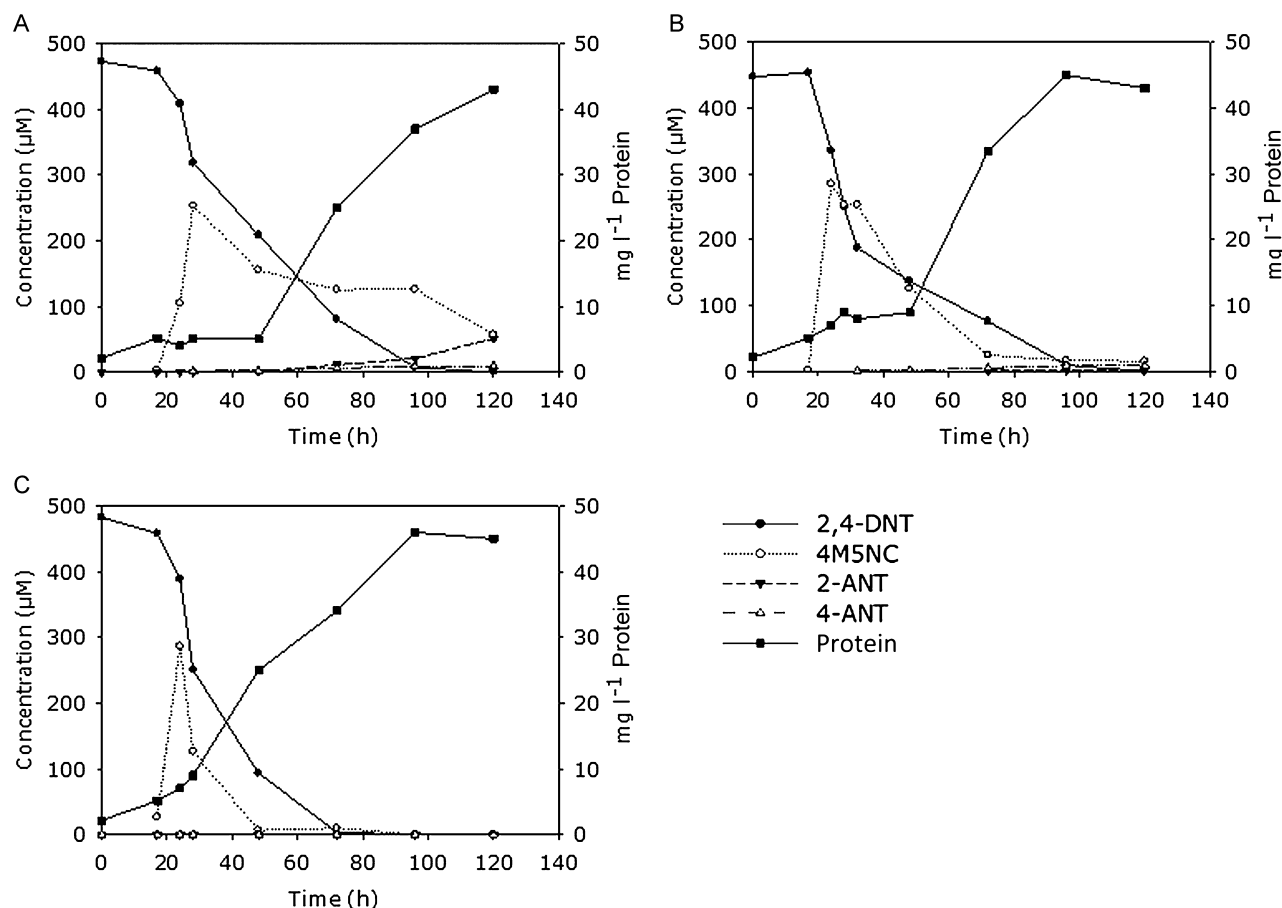 A
500
400
300
200
100
0
Concentration (µM)
50
40
30
20
10
0
mg l⁻¹ Protein
0 20 40 60 80 100 120 140
Time (h)
B
500
400
300
200
100
0
Concentration (µM)
50
40
30
20
10
0
mg l⁻¹ Protein
0 20 40 60 80 100 120 140
Time (h)
C
500
400
300
200
100
0
Concentration (µM)
50
40
30
20
10
0
mg l⁻¹ Protein
0 20 40 60 80 100 120 140
Time (h)
2,4-DNT
4M5NC
2-ANT
4-ANT
Protein